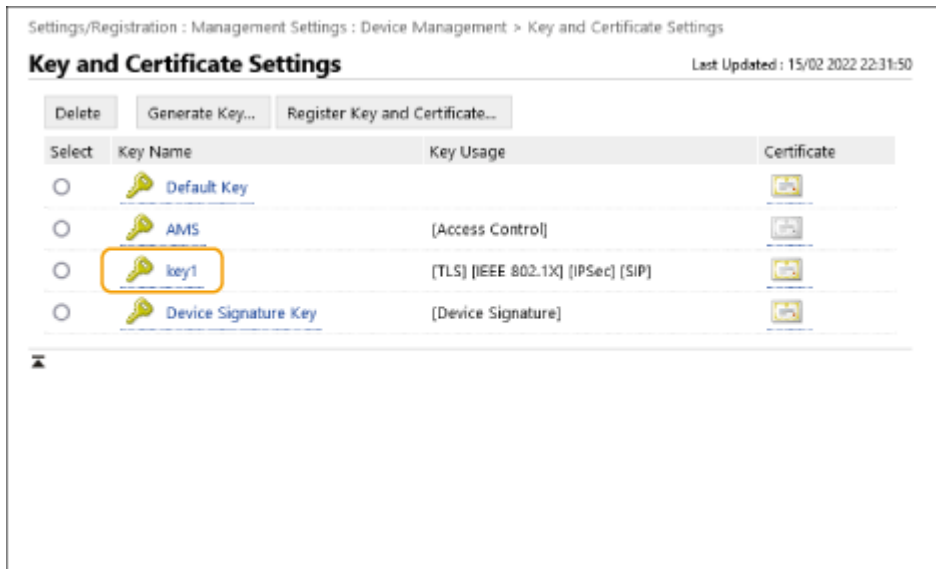 Settings/Registration : Management Settings : Device Management > Key and Certificate Settings
Key and Certificate Settings
Last Updated : 15/02 2022 22:31:50
Delete Generate Key... Register Key and Certificate...
Select Key Name Key Usage Certificate
Default Key
AMS [Access Control]
key1 [TLS] [IEEE 802.1X] [IPSec] [SIP]
Device Signature Key [Device Signature]